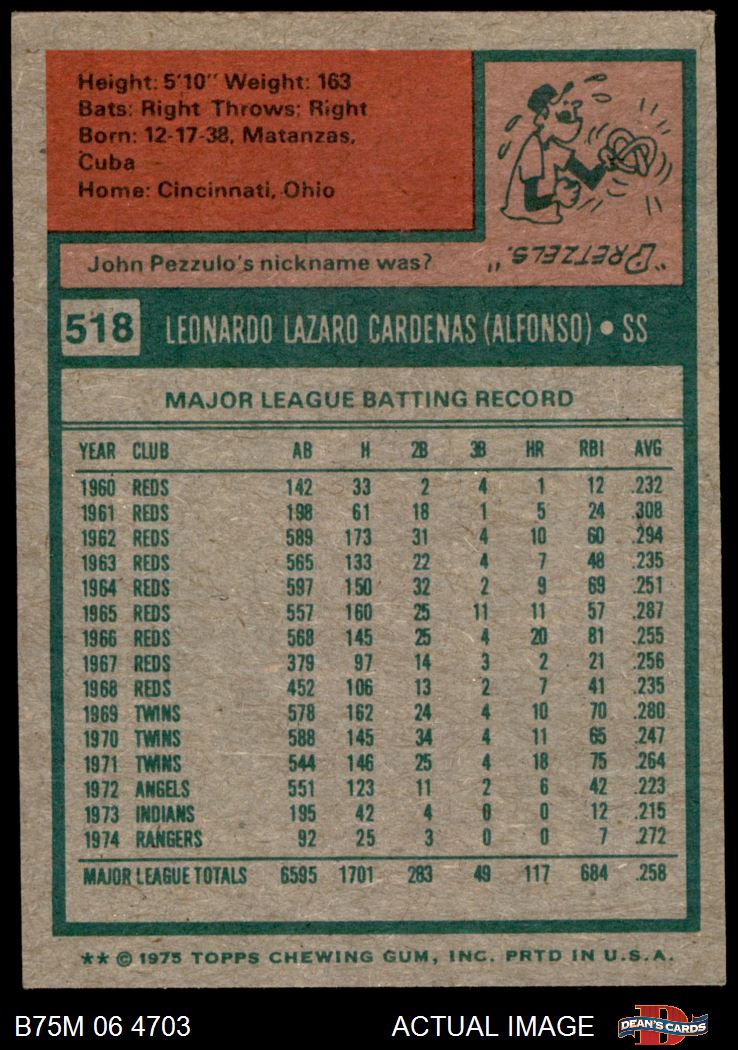 Height: 5'10" Weight: 163
Bats: Right Throws: Right
Born: 12-17-38, Matanzas,
Cuba
Home: Cincinnati, Ohio
John Pezzulo's nickname was?
"BRETZELS."
518 LEONARDO LAZARO CARDENAS (ALFONSO) • SS
MAJOR LEAGUE BATTING RECORD
YEAR CLUB AB H 2B 3B HR RBI AVG
1960 REDS 142 33 2 4 1 12 .232
1961 REDS 198 61 18 1 5 24 .308
1962 REDS 589 173 31 4 10 60 .294
1963 REDS 565 133 22 4 7 48 .235
1964 REDS 597 150 32 2 9 69 .251
1965 REDS 557 160 25 11 11 57 .287
1966 REDS 568 145 25 4 20 81 .255
1967 REDS 379 97 14 3 2 21 .256
1968 REDS 452 106 13 2 7 41 .235
1969 TWINS 578 162 24 4 10 70 .280
1970 TWINS 588 145 34 4 11 65 .247
1971 TWINS 544 146 25 4 18 75 .264
1972 ANGELS 551 123 11 2 6 42 .223
1973 INDIANS 195 42 4 0 0 12 .215
1974 RANGERS 92 25 3 0 0 7 .272
MAJOR LEAGUE TOTALS 6595 1701 283 49 117 684 .258
** © 1975 TOPPS CHEWING GUM, INC. PRTD IN U.S.A.
B75M 06 4703 ACTUAL IMAGE D DEAN'S CARDS